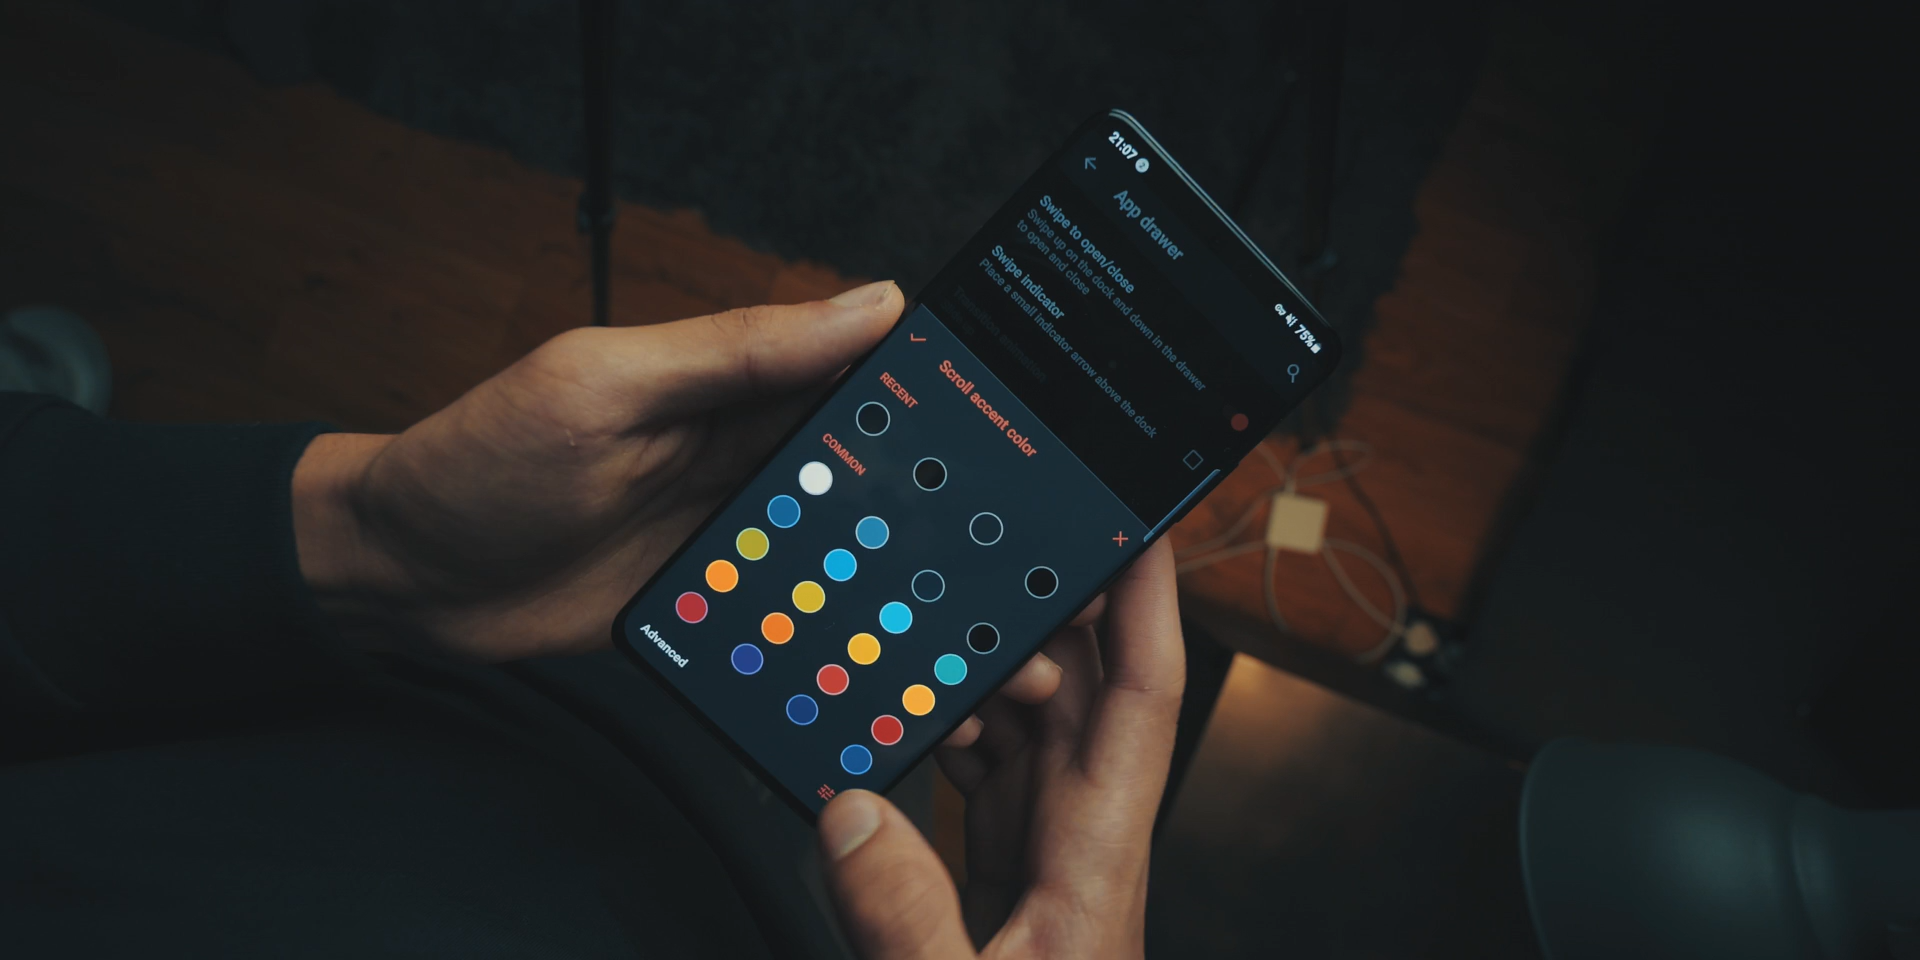 21:07
75%
App drawer
Swipe to open/close
Swipe up on the dock and down in the drawer
to open and close
Swipe indicator
Place a small indicator arrow above the dock
Transition animation
Scroll accent color
RECENT
COMMON
Advanced